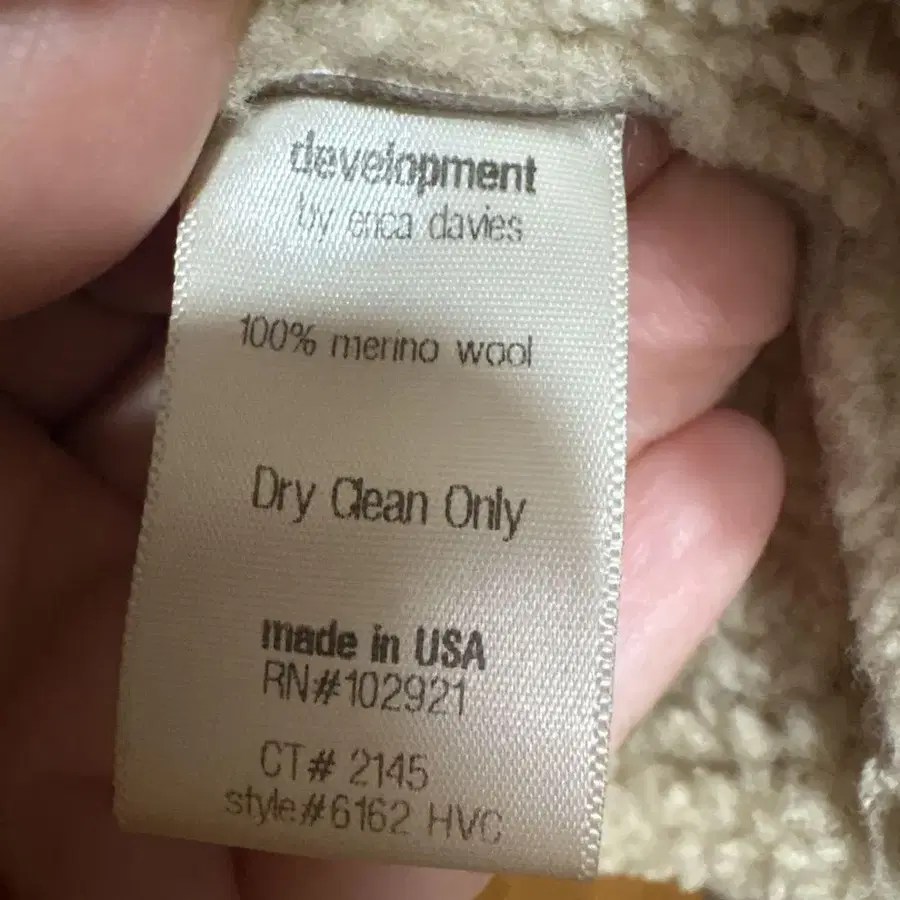 development
by erica davies
100% merino wool
Dry Clean Only
made in USA
RN#102921
CT# 2145
style#6162 HVC